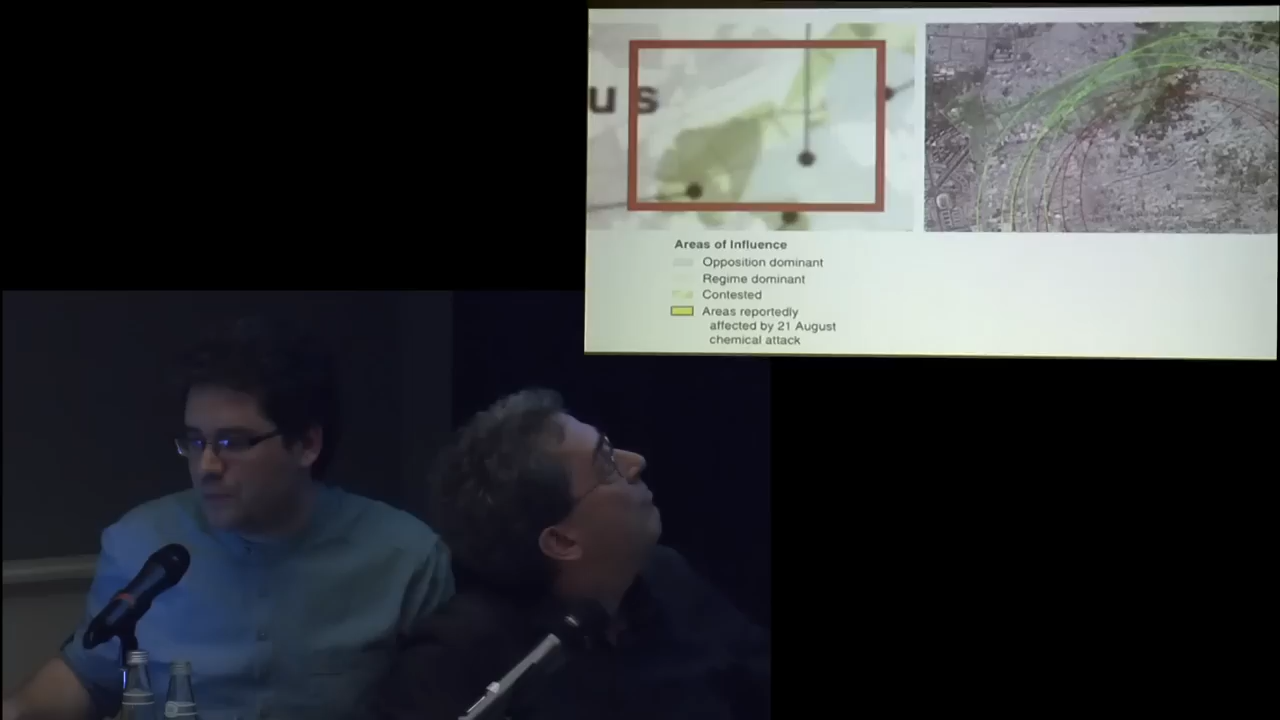 us
Areas of Influence
Opposition dominant
Regime dominant
Contested
Areas reportedly
affected by 21 August
chemical attack